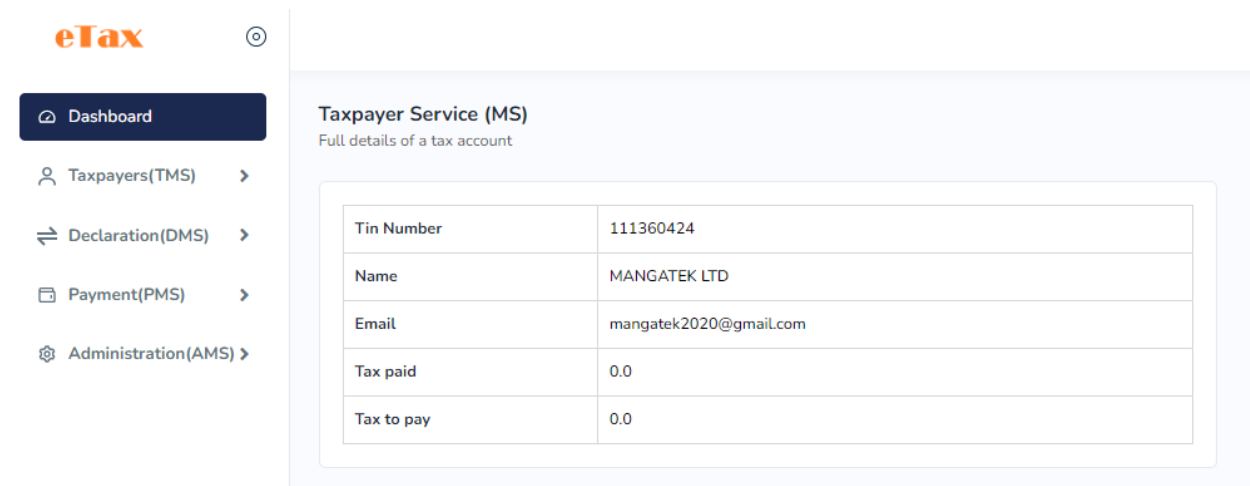 eTax
Dashboard
Taxpayers(TMS)
Declaration(DMS)
Payment(PMS)
Administration(AMS)
Taxpayer Service (MS)
Full details of a tax account
Tin Number 111360424
Name MANGATEK LTD
Email mangatek2020@gmail.com
Tax paid 0.0
Tax to pay 0.0